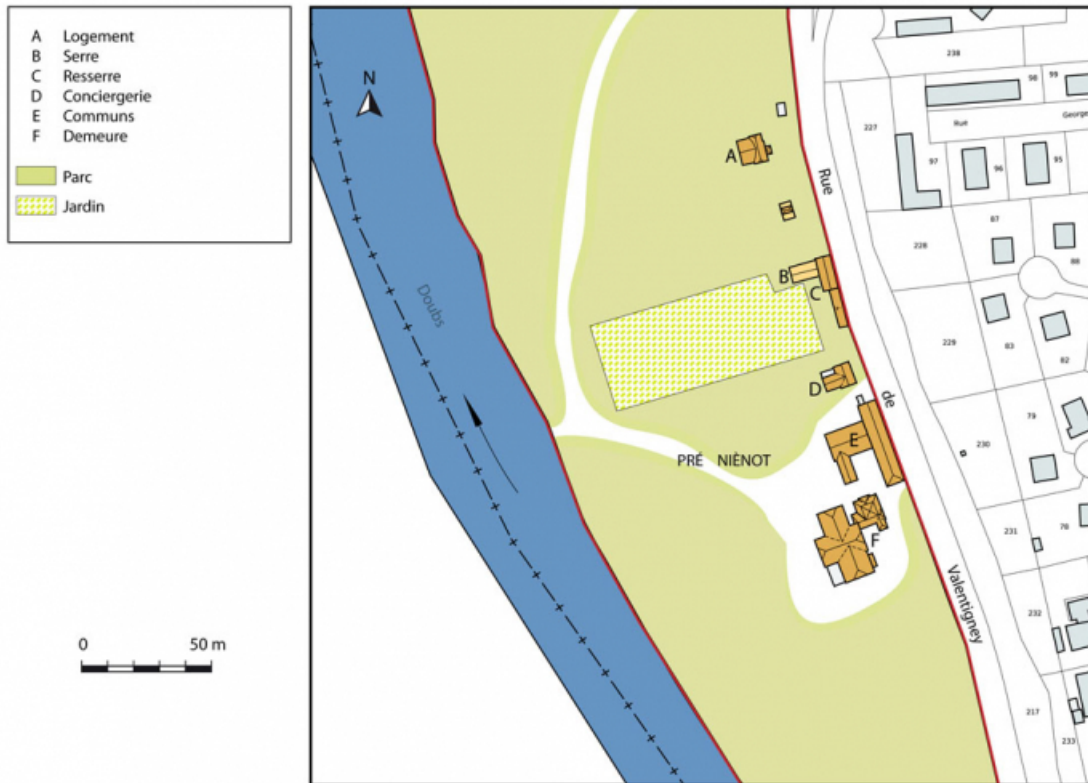 A Logement
B Serre
C Resserre
D Conciergerie
E Communs
F Demeure
Parc
Jardin
0 50 m
N
Doubs
PRÉ NIÈNOT
A
B
C
D
E
F
Rue
de
Valentigney
Rue George
238
98
99
227
97
96
95
87
228
88
229
83
82
79
230
231
78
232
217
233